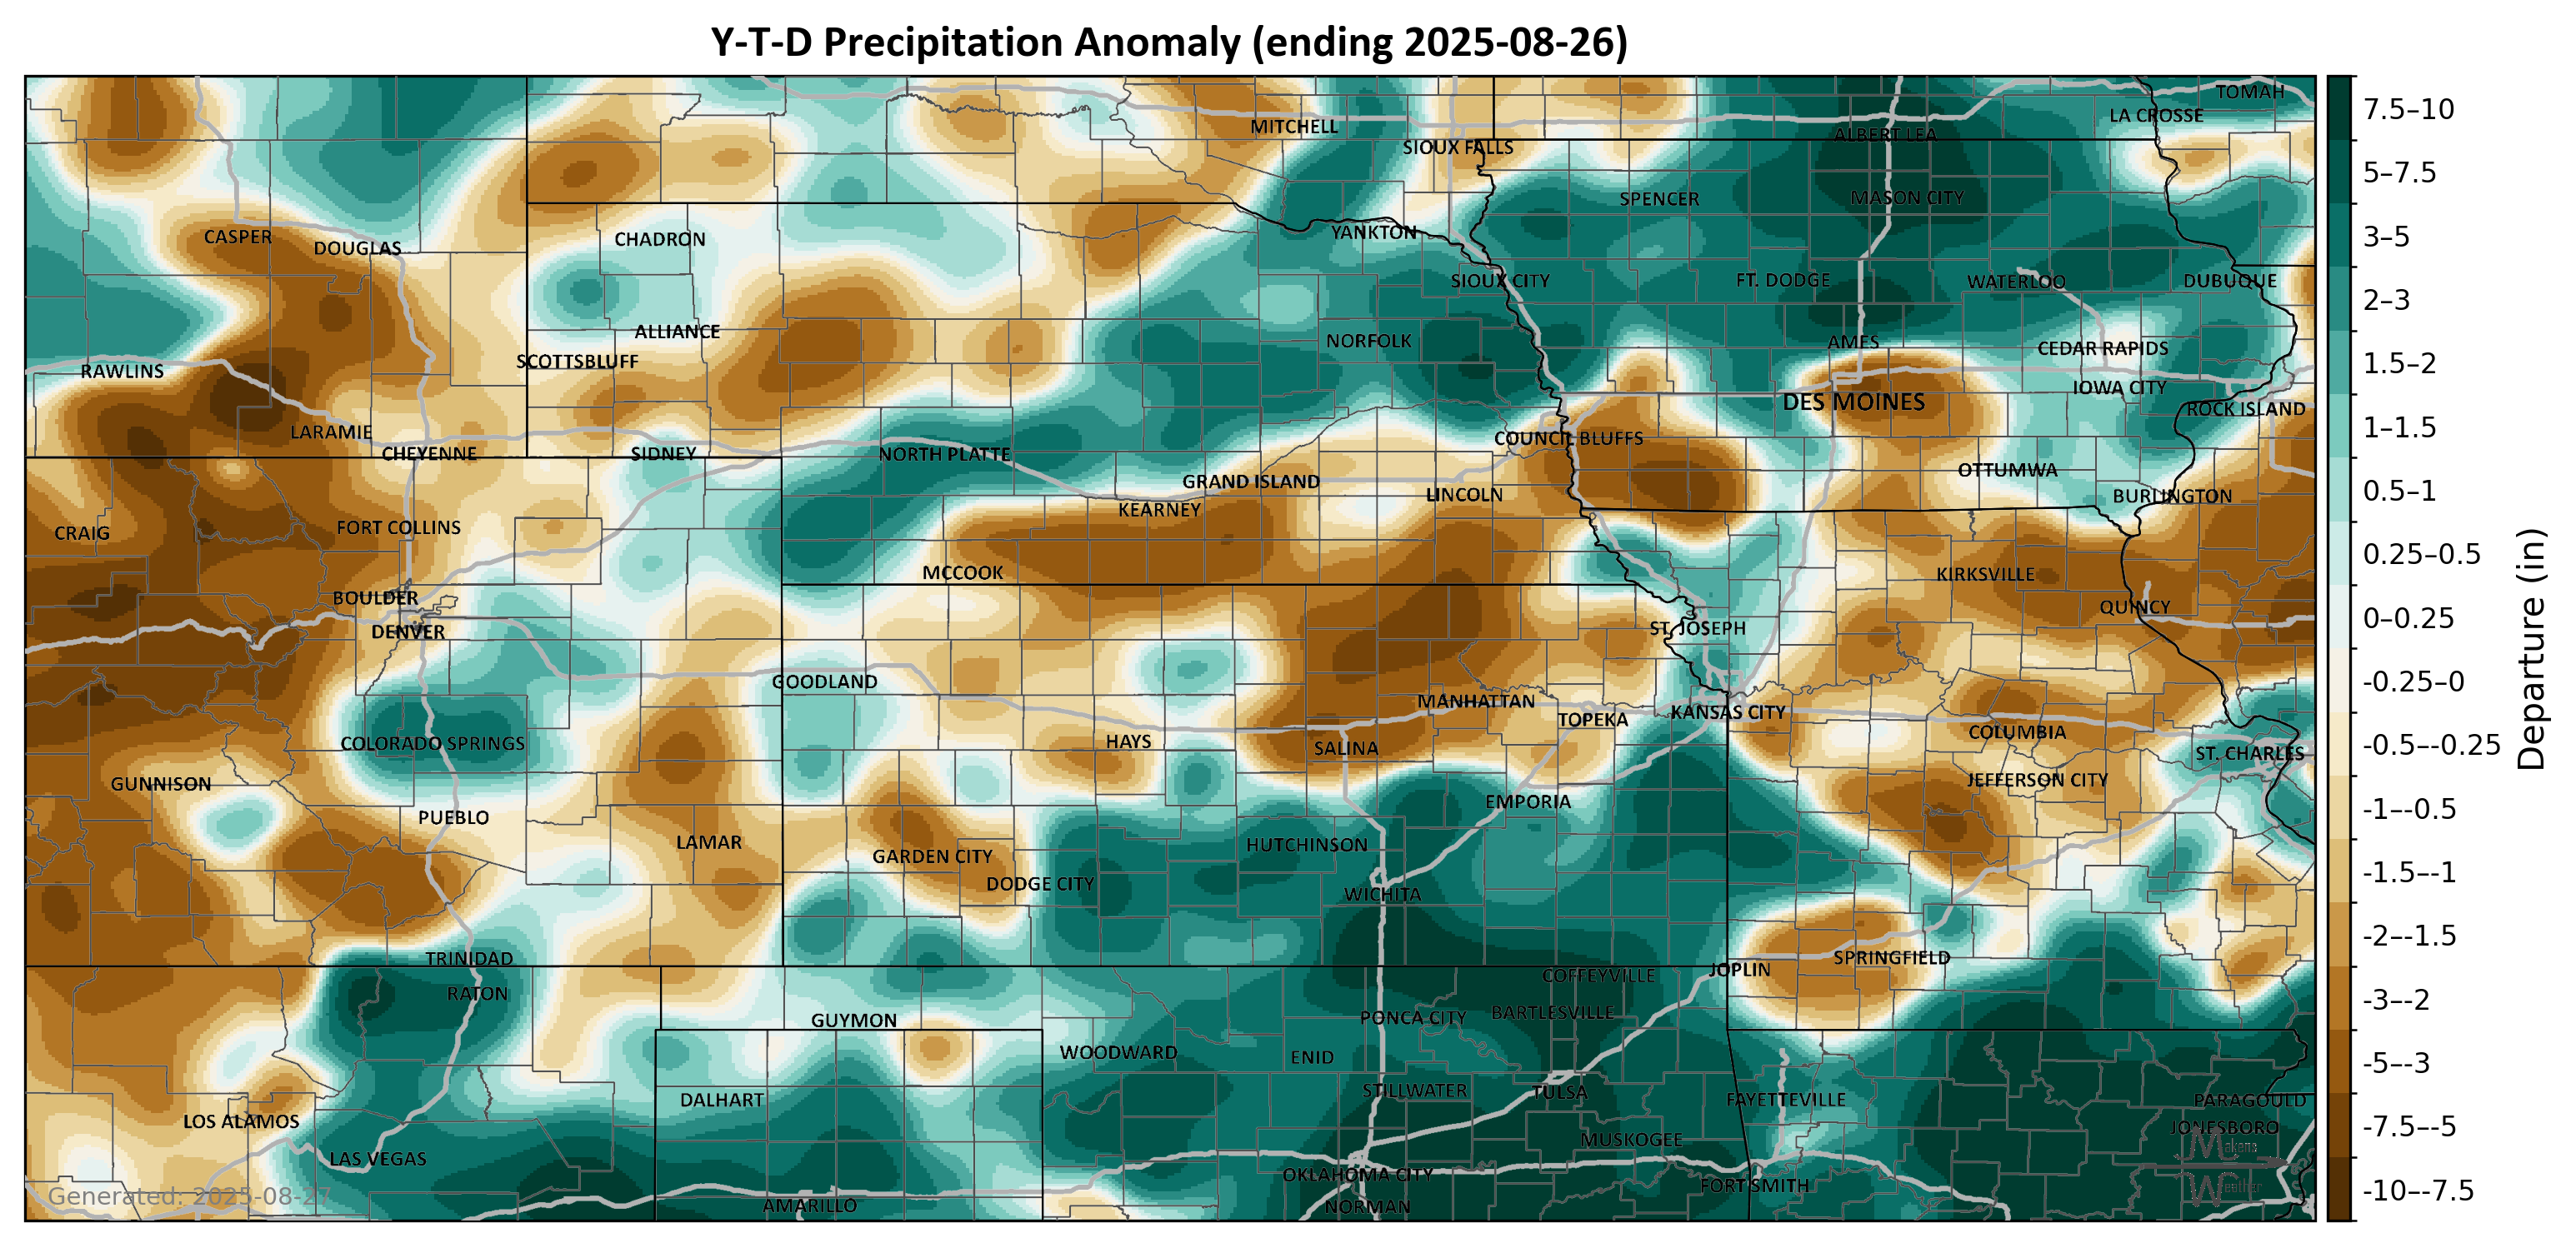 Y-T-D Precipitation Anomaly (ending 2025-08-26)
TOMAH
LA CROSSE
MITCHELL
ALBERT LEA
SIOUX FALLS
SPENCER
MASON CITY
YANKTON
CASPER
CHADRON
DOUGLAS
SIOUX CITY
FT. DODGE
WATERLOO
DUBUQUE
ALLIANCE
NORFOLK
AMES
CEDAR RAPIDS
SCOTTSBLUFF
RAWLINS
IOWA CITY
DES MOINES
ROCK ISLAND
LARAMIE
COUNCIL BLUFFS
CHEYENNE
SIDNEY
NORTH PLATTE
OTTUMWA
GRAND ISLAND
LINCOLN
BURLINGTON
KEARNEY
CRAIG
FORT COLLINS
MCCOOK
KIRKSVILLE
BOULDER
QUINCY
DENVER
ST. JOSEPH
GOODLAND
MANHATTAN
TOPEKA
KANSAS CITY
COLORADO SPRINGS
HAYS
SALINA
COLUMBIA
ST. CHARLES
GUNNISON
JEFFERSON CITY
PUEBLO
EMPORIA
LAMAR
GARDEN CITY
HUTCHINSON
DODGE CITY
WICHITA
TRINIDAD
SPRINGFIELD
JOPLIN
COFFEYVILLE
RATON
GUYMON
PONCA CITY
BARTLESVILLE
WOODWARD
ENID
STILLWATER
TULSA
DALHART
FAYETTEVILLE
PARAGOULD
LOS ALAMOS
JONESBORO
MUSKOGEE
LAS VEGAS
OKLAHOMA CITY
FORT SMITH
AMARILLO
NORMAN
Makens
Weather
Generated: 2025-08-27
7.5–10
5–7.5
3–5
2–3
1.5–2
1–1.5
0.5–1
0.25–0.5
0–0.25
-0.25–0
-0.5–-0.25
-1–-0.5
-1.5–-1
-2–-1.5
-3–-2
-5–-3
-7.5–-5
-10–-7.5
Departure (in)